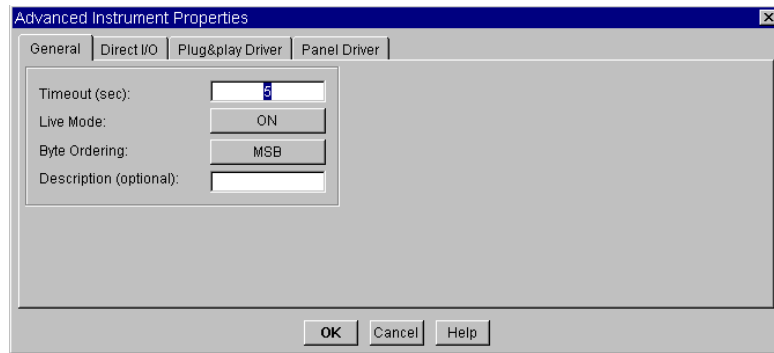 Advanced Instrument Properties
General Direct I/O Plug&play Driver Panel Driver
Timeout (sec): 5
Live Mode: ON
Byte Ordering: MSB
Description (optional):
OK Cancel Help